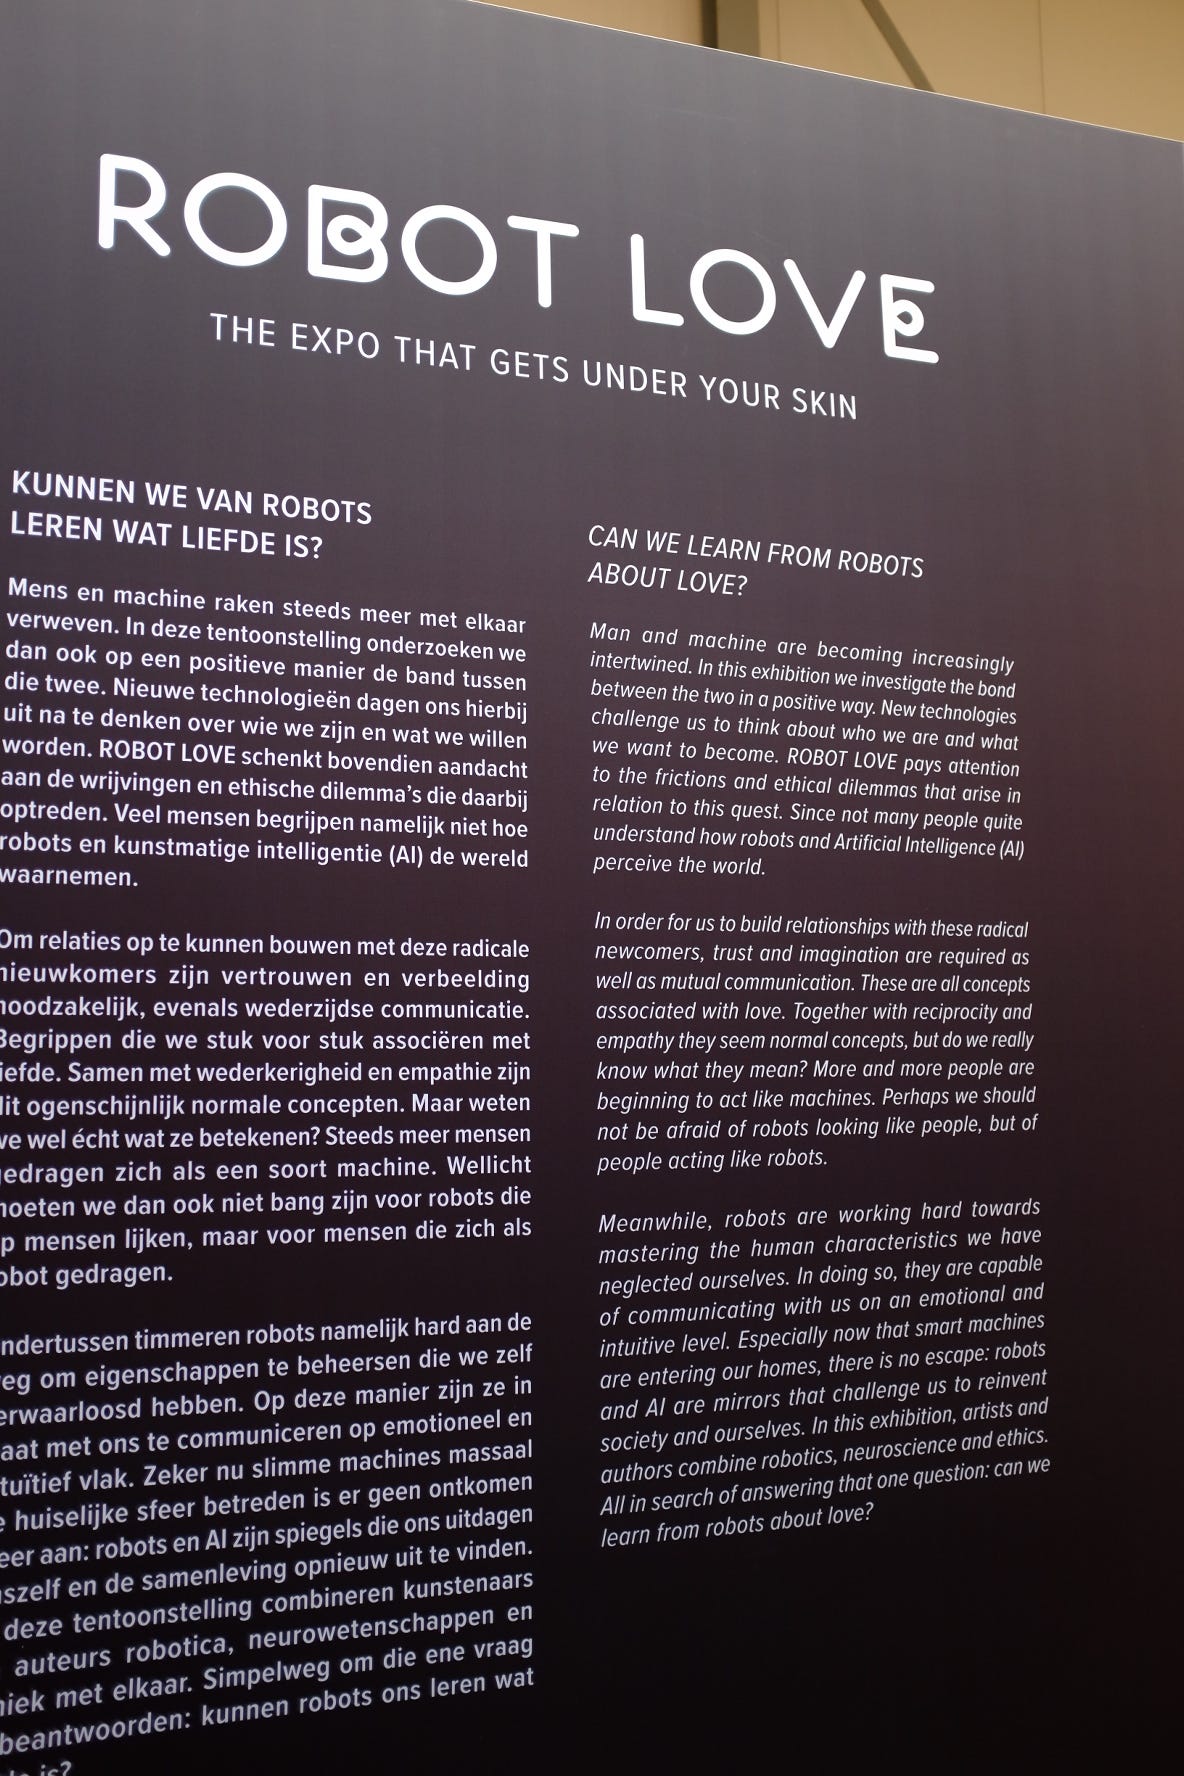 ROBOT LOVE
THE EXPO THAT GETS UNDER YOUR SKIN
KUNNEN WE VAN ROBOTS
LEREN WAT LIEFDE IS?
Mens en machine raken steeds meer met elkaar
verweven. In deze tentoonstelling onderzoeken we
dan ook op een positieve manier de band tussen
die twee. Nieuwe technologieën dagen ons hierbij
uit na te denken over wie we zijn en wat we willen
worden. ROBOT LOVE schenkt bovendien aandacht
aan de wrijvingen en ethische dilemma's die daarbij
optreden. Veel mensen begrijpen namelijk niet hoe
robots en kunstmatige intelligentie (AI) de wereld
waarnemen.
Om relaties op te kunnen bouwen met deze radicale
nieuwkomers zijn vertrouwen en verbeelding
noodzakelijk, evenals wederzijdse communicatie.
Begrippen die we stuk voor stuk associëren met
liefde. Samen met wederkerigheid en empathie zijn
dit ogenschijnlijk normale concepten. Maar weten
we wel écht wat ze betekenen? Steeds meer mensen
gedragen zich als een soort machine. Wellicht
moeten we dan ook niet bang zijn voor robots die
op mensen lijken, maar voor mensen die zich als
robot gedragen.
ndertussen timmeren robots namelijk hard aan de
eg om eigenschappen te beheersen die we zelf
erwaarloosd hebben. Op deze manier zijn ze in
aat met ons te communiceren op emotioneel en
tuïtief vlak. Zeker nu slimme machines massaal
e huiselijke sfeer betreden is er geen ontkomen
eer aan: robots en AI zijn spiegels die ons uitdagen
szelf en de samenleving opnieuw uit te vinden.
deze tentoonstelling combineren kunstenaars
auteurs robotica, neurowetenschappen en
iek met elkaar. Simpelweg om die ene vraag
beantwoorden: kunnen robots ons leren wat
is?
CAN WE LEARN FROM ROBOTS
ABOUT LOVE?
Man and machine are becoming increasingly
intertwined. In this exhibition we investigate the bond
between the two in a positive way. New technologies
challenge us to think about who we are and what
we want to become. ROBOT LOVE pays attention
to the frictions and ethical dilemmas that arise in
relation to this quest. Since not many people quite
understand how robots and Artificial Intelligence (AI)
perceive the world.
In order for us to build relationships with these radical
newcomers, trust and imagination are required as
well as mutual communication. These are all concepts
associated with love. Together with reciprocity and
empathy they seem normal concepts, but do we really
know what they mean? More and more people are
beginning to act like machines. Perhaps we should
not be afraid of robots looking like people, but of
people acting like robots.
Meanwhile, robots are working hard towards
mastering the human characteristics we have
neglected ourselves. In doing so, they are capable
of communicating with us on an emotional and
intuitive level. Especially now that smart machines
are entering our homes, there is no escape: robots
and AI are mirrors that challenge us to reinvent
society and ourselves. In this exhibition, artists and
authors combine robotics, neuroscience and ethics.
All in search of answering that one question: can we
learn from robots about love?